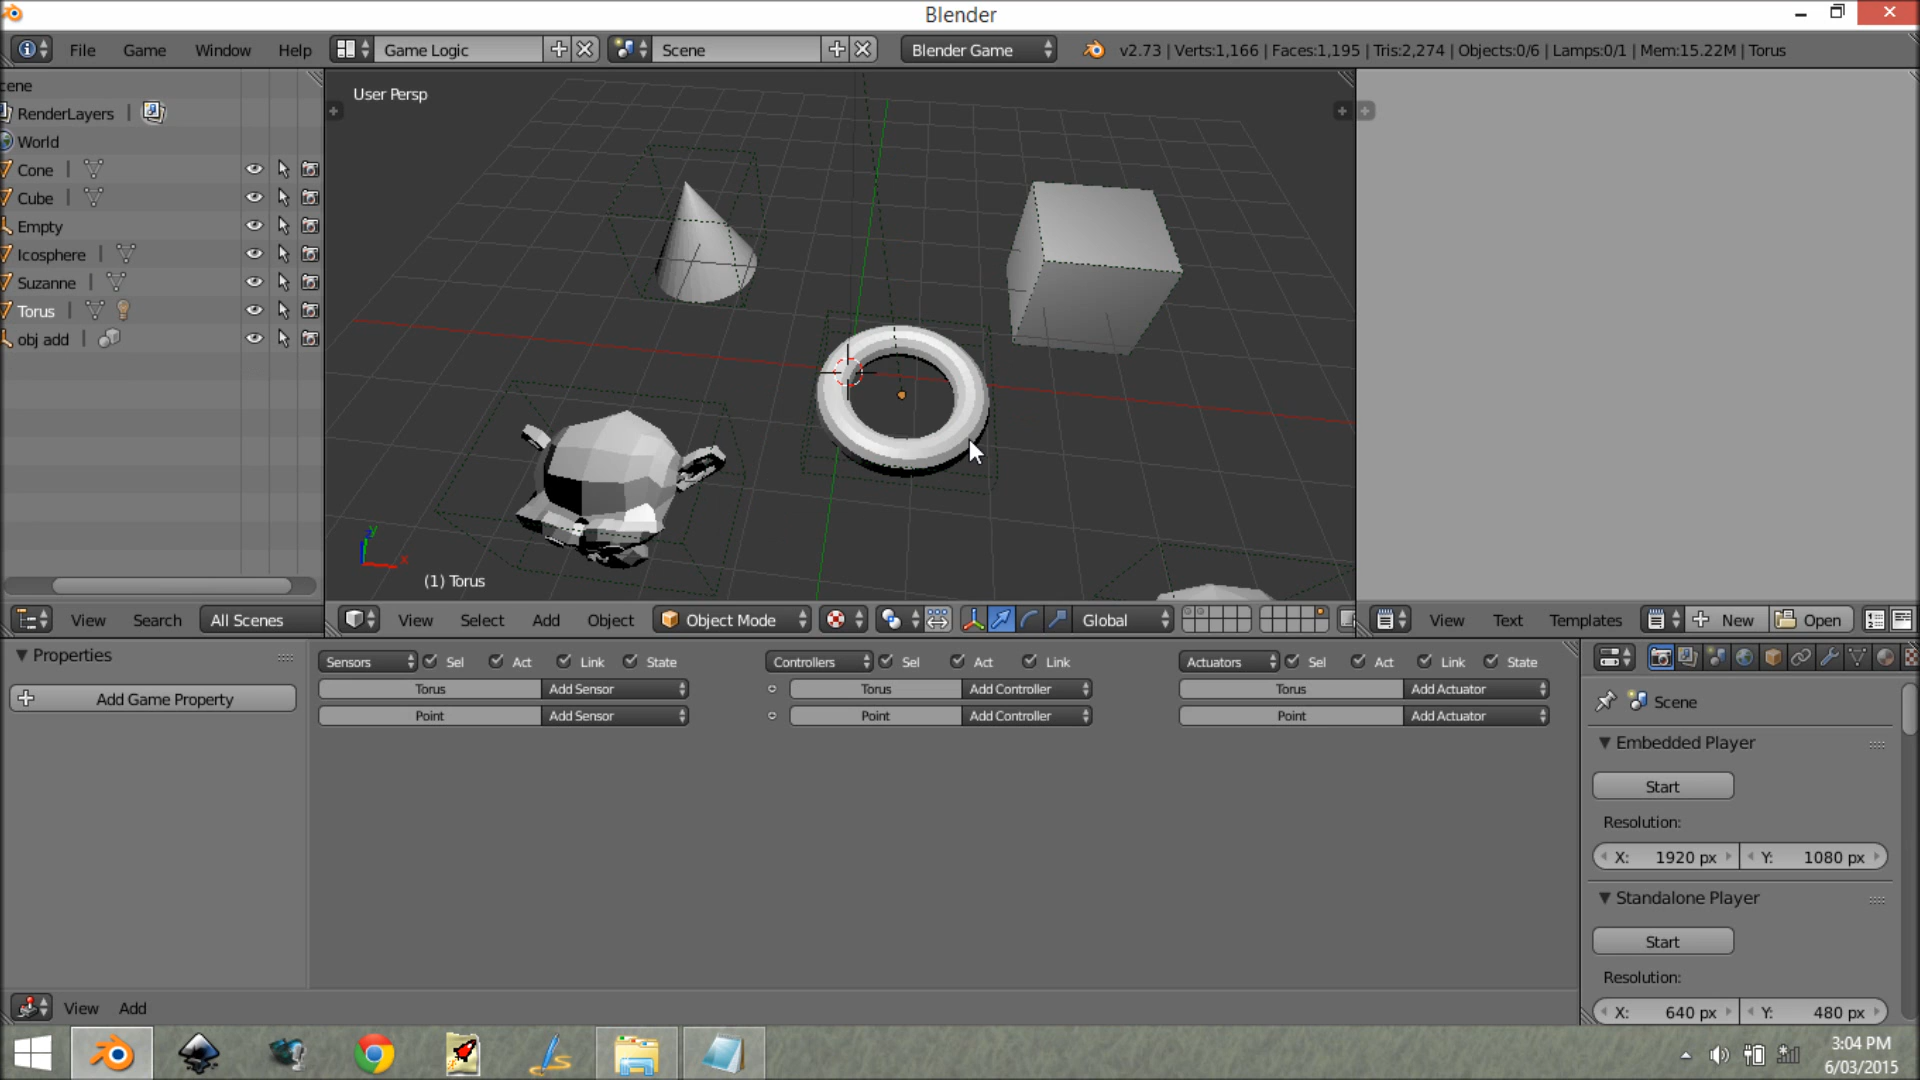 Blender
File Game Window Help Game Logic Scene Blender Game v2.73 | Verts:1,166 | Faces:1,195 | Tris:2,274 | Objects:0/6 | Lamps:0/1 | Mem:15.22M | Torus
cene
RenderLayers
World
Cone
Cube
Empty
Icosphere
Suzanne
Torus
obj add
User Persp
y
x
(1) Torus
View Search All Scenes
View Select Add Object Object Mode Global
View Text Templates New Open
Properties
Add Game Property
Sensors Sel Act Link State
Torus Add Sensor
Point Add Sensor
Controllers Sel Act Link
Torus Add Controller
Point Add Controller
Actuators Sel Act Link State
Torus Add Actuator
Point Add Actuator
Scene
Embedded Player
Start
Resolution:
X: 1920 px Y: 1080 px
Standalone Player
Start
Resolution:
X: 640 px Y: 480 px
View Add
3:04 PM
6/03/2015